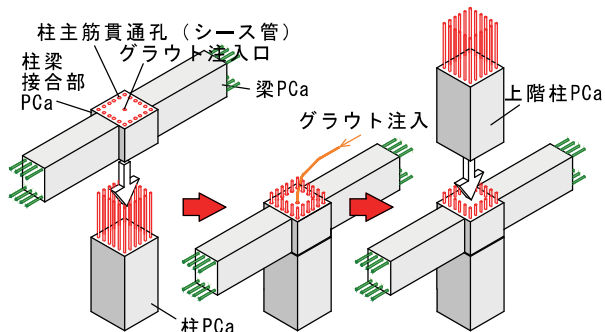 柱主筋貫通孔（シース管）
グラウト注入口
柱梁
接合部
PCa
梁PCa
柱PCa
グラウト注入
上階柱PCa